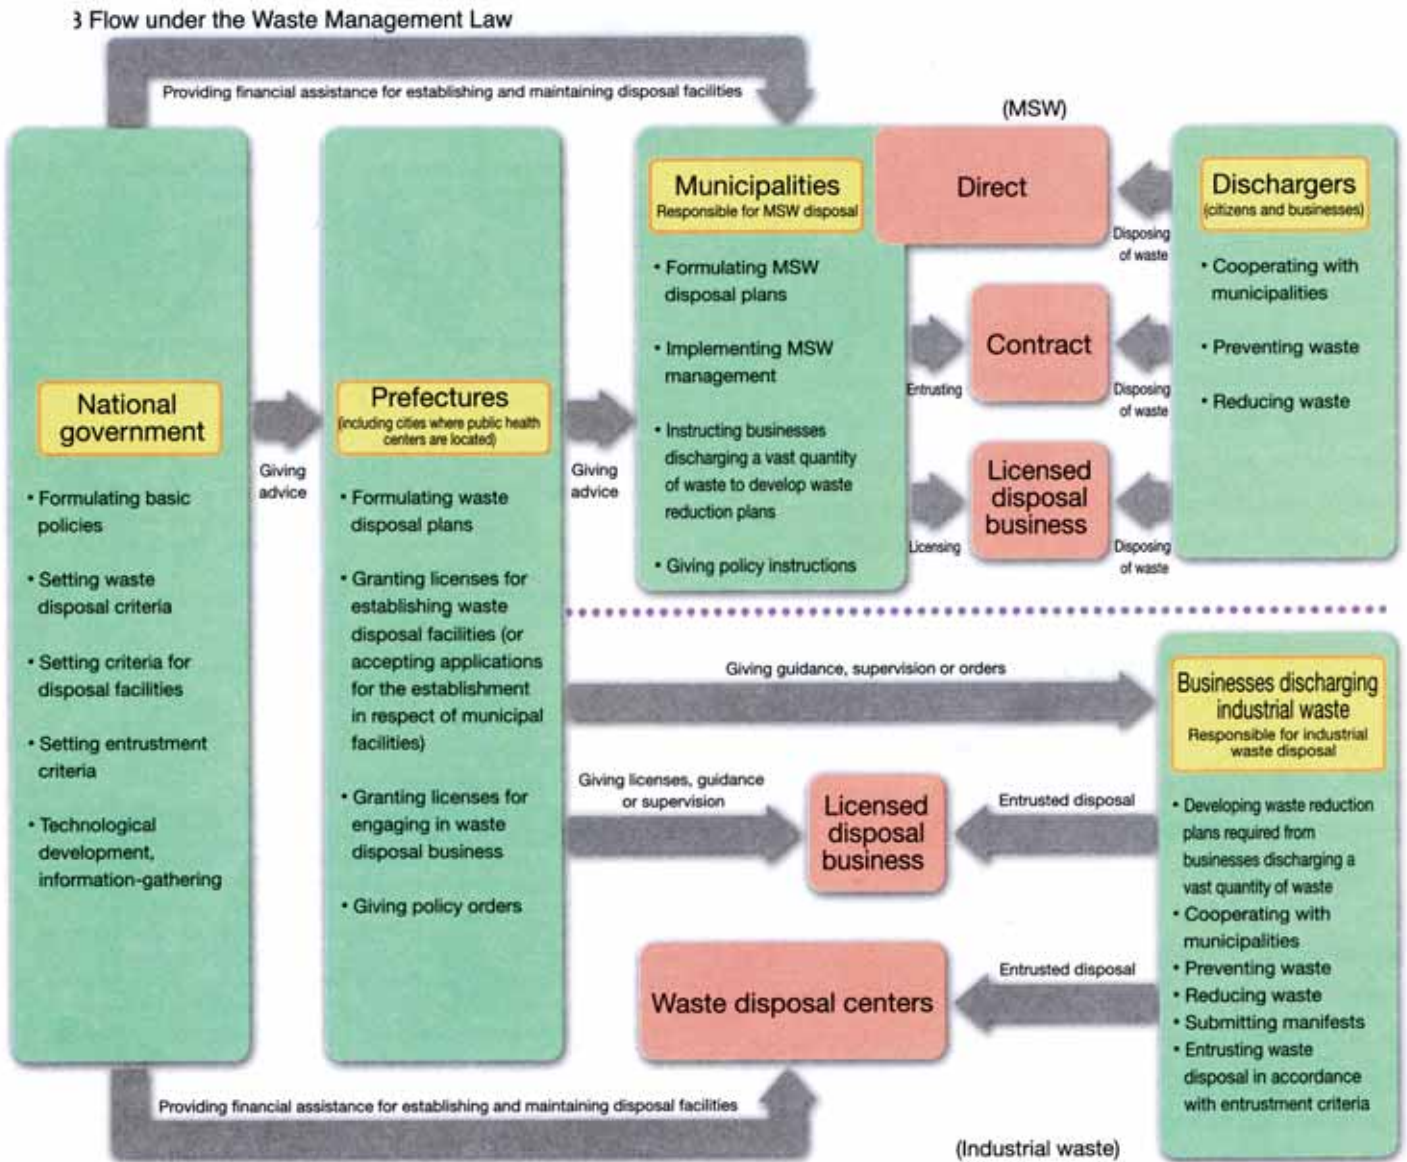 3 Flow under the Waste Management Law
Providing financial assistance for establishing and maintaining disposal facilities
National
government
• Formulating basic
policies
• Setting waste
disposal criteria
• Setting criteria for
disposal facilities
• Setting entrustment
criteria
• Technological
development,
information-gathering
Giving
advice
Prefectures
(including cities where public health
centers are located)
• Formulating waste
disposal plans
• Granting licenses for
establishing waste
disposal facilities (or
accepting applications
for the establishment
in respect of municipal
facilities)
• Granting licenses for
engaging in waste
disposal business
• Giving policy orders
Giving
advice
Municipalities
Responsible for MSW disposal
• Formulating MSW
disposal plans
• Implementing MSW
management
• Instructing businesses
discharging a vast quantity
of waste to develop waste
reduction plans
• Giving policy instructions
(MSW)
Direct
Disposing
of waste
Entrusting
Contract
Disposing
of waste
Licensing
Licensed
disposal
business
Disposing
of waste
Dischargers
(citizens and businesses)
• Cooperating with
municipalities
• Preventing waste
• Reducing waste
Giving guidance, supervision or orders
Giving licenses, guidance
or supervision
Licensed
disposal
business
Entrusted disposal
Waste disposal centers
Entrusted disposal
Businesses discharging
industrial waste
Responsible for industrial
waste disposal
• Developing waste reduction
plans required from
businesses discharging a
vast quantity of waste
• Cooperating with
municipalities
• Preventing waste
• Reducing waste
• Submitting manifests
• Entrusting waste
disposal in accordance
with entrustment criteria
Providing financial assistance for establishing and maintaining disposal facilities
(Industrial waste)